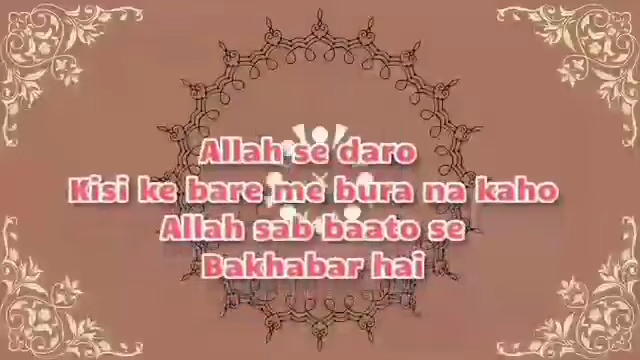 Allah se daro
Kisi ke bare me bura na kaho
Allah sab baato se
Bakhabar hai